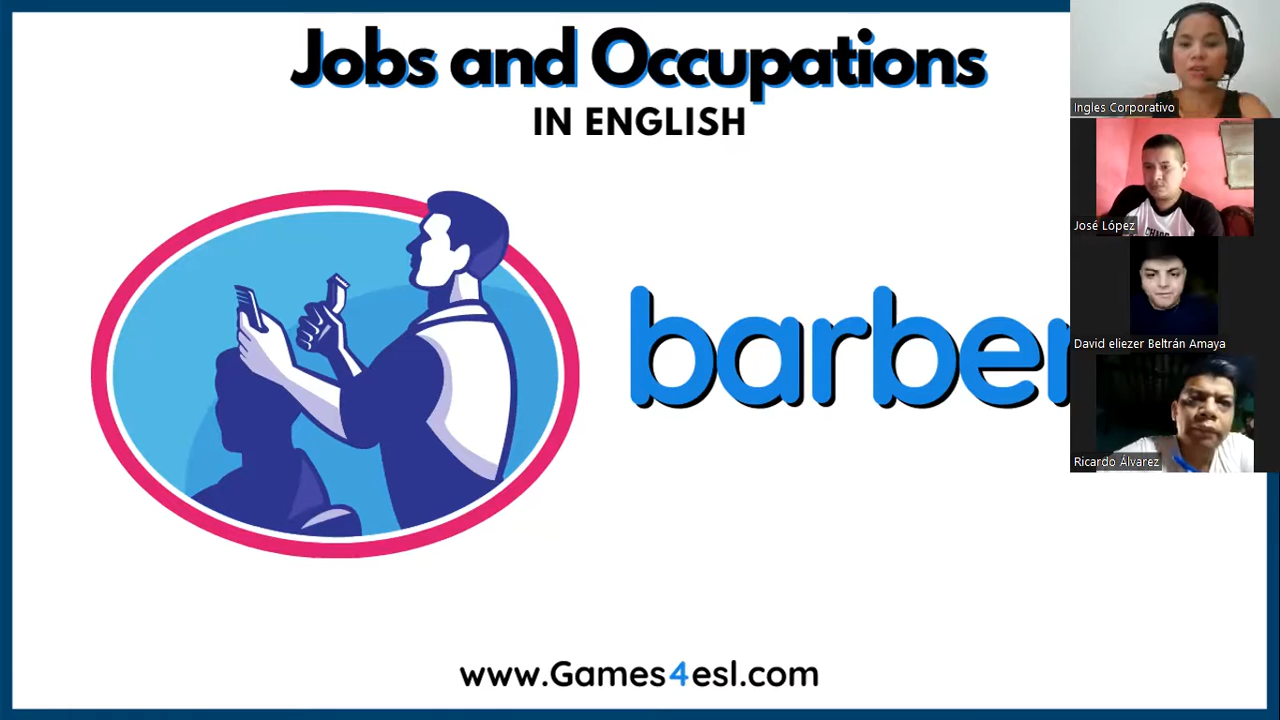 Jobs and Occupations
IN ENGLISH
barber
www.Games4esl.com
Ingles Corporativo
José López
David eliezer Beltrán Amaya
Ricardo Álvarez